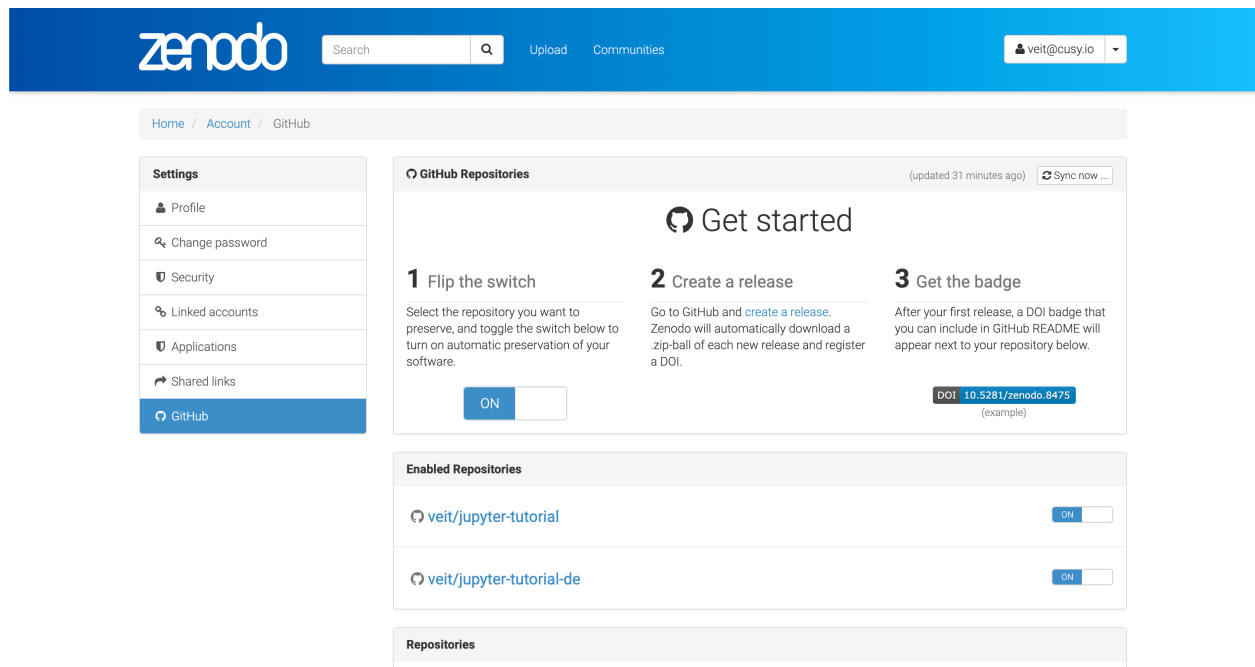 zenodo
Search
Upload
Communities
veit@cusy.io
Home / Account / GitHub
Settings
Profile
Change password
Security
Linked accounts
Applications
Shared links
GitHub
GitHub Repositories
(updated 31 minutes ago)
Sync now ...
Get started
1 Flip the switch
Select the repository you want to
preserve, and toggle the switch below to
turn on automatic preservation of your
software.
ON
2 Create a release
Go to GitHub and create a release.
Zenodo will automatically download a
.zip-ball of each new release and register
a DOI.
3 Get the badge
After your first release, a DOI badge that
you can include in GitHub README will
appear next to your repository below.
DOI 10.5281/zenodo.8475
(example)
Enabled Repositories
veit/jupyter-tutorial
ON
veit/jupyter-tutorial-de
ON
Repositories